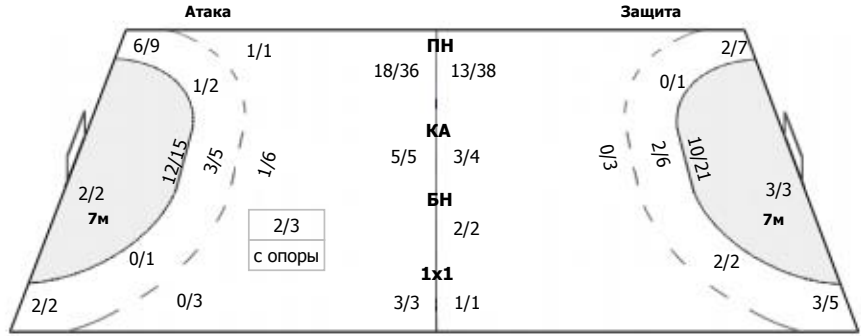 Атака Защита
6/9 1/1 ПН 2/7
18/36 13/38
1/2 0/1
КА
12/15 3/5 1/6 5/5 3/4 0/3 2/6 10/21
2/2 БН 3/3
7м 2/3 2/2 7м
с опоры
0/1 2/2
1x1
2/2 0/3 3/3 1/1 3/5